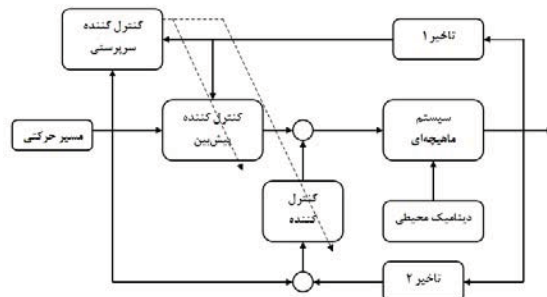 کنترل کننده
سرپرستی
تاخیر ۱
کنترل کننده
پیش‌بین
سیستم
ماهیچه‌ای
مسیر حرکتی
کنترل
کننده
دینامیک محیطی
تاخیر ۲